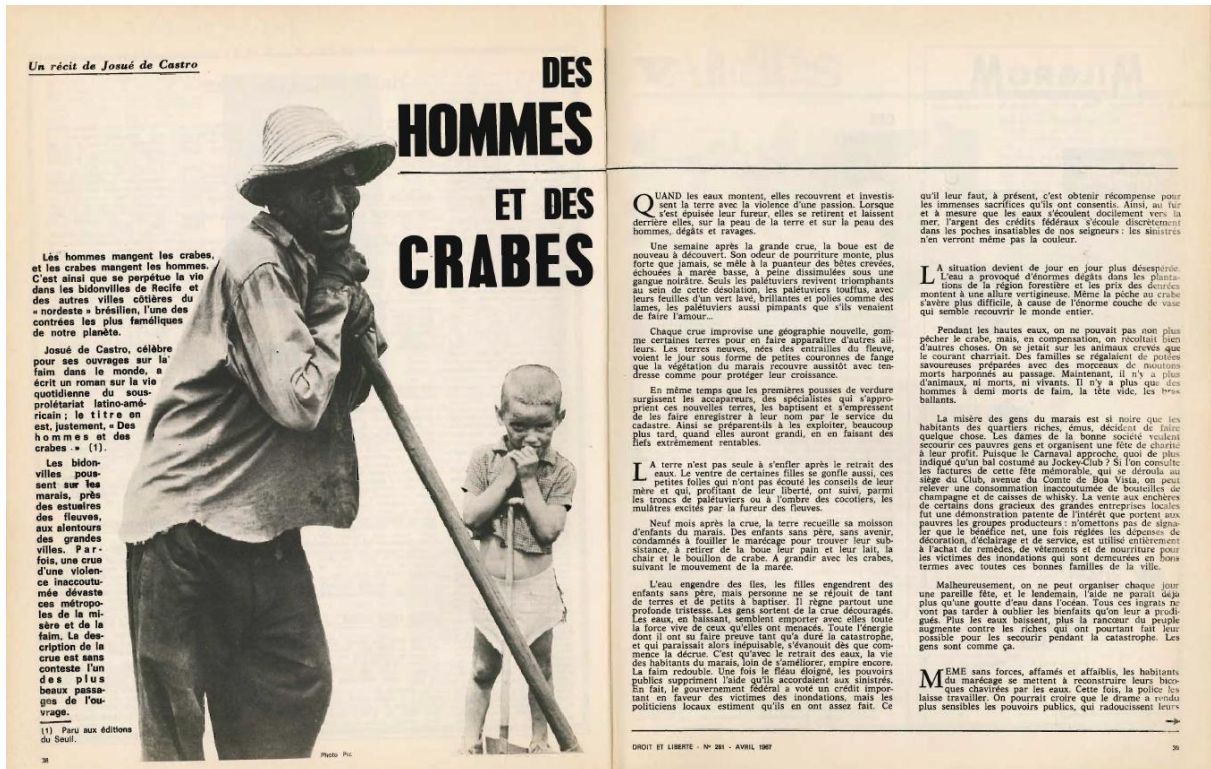 Un récit de Josué de Castro
DES
HOMMES
ET DES
CRABES
Les hommes mangent les crabes,
et les crabes mangent les hommes.
C'est ainsi que se perpétue la vie
dans les bidonvilles de Recife et
des autres villes côtières du
« nordeste » brésilien, l'une des
contrées les plus faméliques
de notre planète.
Josué de Castro, célèbre
pour ses ouvrages sur la
faim dans le monde, a
écrit un roman sur la vie
quotidienne du sous-
prolétariat latino-amé-
ricain ; le titre en
est, justement, « Des
hommes et des
crabes » (1).
Les bidon-
villes pous-
sent sur les
marais, près
des estuaires
des fleuves,
aux alentours
des grandes
villes. Par-
fois, une crue
d'une violen-
ce inaccoutu-
mée dévaste
ces métropo-
les de la mi-
sère et de la
faim. La des-
cription de la
crue est sans
conteste l'un
des plus
beaux passa-
ges de l'ou-
vrage.
(1) Paru aux éditions
du Seuil.
38
Photo Pic
QUAND les eaux montent, elles recouvrent et investis-
sent la terre avec la violence d'une passion. Lorsque
s'est épuisée leur fureur, elles se retirent et laissent
derrière elles, sur la peau de la terre et sur la peau des
hommes, dégâts et ravages.
Une semaine après la grande crue, la boue est de
nouveau à découvert. Son odeur de pourriture monte, plus
forte que jamais, se mêle à la puanteur des bêtes crevées,
échouées à marée basse, à peine dissimulées sous une
gangue noirâtre. Seuls les palétuviers revivent triomphants
au sein de cette désolation, les palétuviers touffus, avec
leurs feuilles d'un vert lavé, brillantes et polies comme des
lames, les palétuviers aussi pimpants que s'ils venaient
de faire l'amour...
Chaque crue improvise une géographie nouvelle, gom-
me certaines terres pour en faire apparaître d'autres ail-
leurs. Les terres neuves, nées des entrailles du fleuve,
voient le jour sous forme de petites couronnes de fange
que la végétation du marais recouvre aussitôt avec ten-
dresse comme pour protéger leur croissance.
En même temps que les premières pousses de verdure
surgissent les accapareurs, des spécialistes qui s'appro-
prient ces nouvelles terres, les baptisent et s'empressent
de les faire enregistrer à leur nom par le service du
cadastre. Ainsi se préparent-ils à les exploiter, beaucoup
plus tard, quand elles auront grandi, en en faisant des
fiefs extrêmement rentables.
LA terre n'est pas seule à s'enfler après le retrait des
eaux. Le ventre de certaines filles se gonfle aussi, ces
petites folles qui n'ont pas écouté les conseils de leur
mère et qui, profitant de leur liberté, ont suivi, parmi
les troncs de palétuviers ou à l'ombre des cocotiers, les
mulâtres excités par la fureur des fleuves.
Neuf mois après la crue, la terre recueille sa moisson
d'enfants du marais. Des enfants sans père, sans avenir,
condamnés à fouiller le marécage pour trouver leur sub-
sistance, à retirer de la boue leur pain et leur lait, la
chair et le bouillon de crabe. A grandir avec les crabes,
suivant le mouvement de la marée.
L'eau engendre des îles, les filles engendrent des
enfants sans père, mais personne ne se réjouit de tant
de terres et de petits à baptiser. Il règne partout une
profonde tristesse. Les gens sortent de la crue découragés.
Les eaux, en baissant, semblent emporter avec elles toute
la force vive de ceux qu'elles ont menacés. Toute l'énergie
dont il ont su faire preuve tant qu'a duré la catastrophe,
et qui paraissait alors inépuisable, s'évanouit dès que com-
mence la décrue. C'est qu'avec le retrait des eaux, la vie
des habitants du marais, loin de s'améliorer, empire encore.
La faim redouble. Une fois le fléau éloigné, les pouvoirs
publics suppriment l'aide qu'ils accordaient aux sinistrés.
En fait, le gouvernement fédéral a voté un crédit impor-
tant en faveur des victimes des inondations, mais les
politiciens locaux estiment qu'ils en ont assez fait. Ce
qu'il leur faut, à présent, c'est obtenir récompense pour
les immenses sacrifices qu'ils ont consentis. Ainsi, au fur
et à mesure que les eaux s'écoulent docilement vers la
mer, l'argent des crédits fédéraux s'écoule discrètement
dans les poches insatiables de nos seigneurs : les sinistrés
n'en verront même pas la couleur.
LA situation devient de jour en jour plus désespérée.
L'eau a provoqué d'énormes dégâts dans les planta-
tions de la région forestière et les prix des denrées
montent à une allure vertigineuse. Même la pêche au crabe
s'avère plus difficile, à cause de l'énorme couche de vase
qui semble recouvrir le monde entier.
Pendant les hautes eaux, on ne pouvait pas non plus
pêcher le crabe, mais, en compensation, on récoltait bien
d'autres choses. On se jetait sur les animaux crevés que
le courant charriait. Des familles se régalaient de potées
savoureuses préparées avec des morceaux de moutons
morts harponnés au passage. Maintenant, il n'y a plus
d'animaux, ni morts, ni vivants. Il n'y a plus que des
hommes à demi morts de faim, la tête vide, les bras
ballants.
La misère des gens du marais est si noire que les
habitants des quartiers riches, émus, décident de faire
quelque chose. Les dames de la bonne société veulent
secourir ces pauvres gens et organisent une fête de charité
à leur profit. Puisque le Carnaval approche, quoi de plus
indiqué qu'un bal costumé au Jockey-Club ? Si l'on consulte
les factures de cette fête mémorable, qui se déroula au
siège du Club, avenue du Comte de Boa Vista, on peut
relever une consommation inaccoutumée de bouteilles de
champagne et de caisses de whisky. La vente aux enchères
de certains dons gracieux des grandes entreprises locales
fut une démonstration patente de l'intérêt que portent aux
pauvres les groupes producteurs : n'omettons pas de signa-
ler que le bénéfice net, une fois réglées les dépenses de
décoration, d'éclairage et de service, est utilisé entièrement
à l'achat de remèdes, de vêtements et de nourriture pour
les victimes des inondations qui sont demeurées en bons
termes avec toutes ces bonnes familles de la ville.
Malheureusement, on ne peut organiser chaque jour
une pareille fête, et le lendemain, l'aide ne paraît déjà
plus qu'une goutte d'eau dans l'océan. Tous ces ingrats ne
vont pas tarder à oublier les bienfaits qu'on leur a prodi-
gués. Plus les eaux baissent, plus la rancœur du peuple
augmente contre les riches qui ont pourtant fait leur
possible pour les secourir pendant la catastrophe. Les
gens sont comme ça.
MEME sans forces, affamés et affaiblis, les habitants
du marécage se mettent à reconstruire leurs bico-
ques chavirées par les eaux. Cette fois, la police les
laisse travailler. On pourrait croire que le drame a rendu
plus sensibles les pouvoirs publics, qui radoucissent leurs
DROIT ET LIBERTE - N° 261 - AVRIL 1967
39